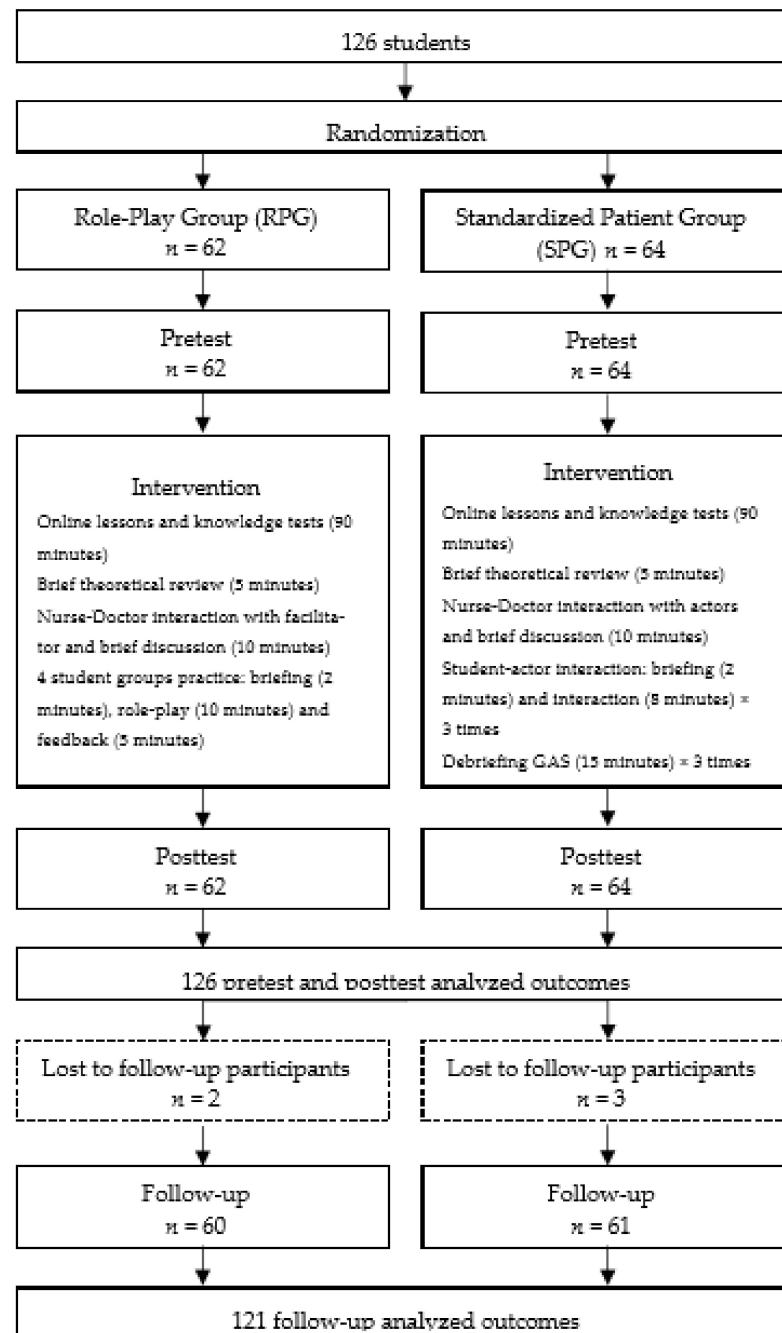 126 students
Randomization
Role-Play Group (RPG)
n = 62
Standardized Patient Group
(SPG) n = 64
Pretest
n = 62
Pretest
n = 64
Intervention
Online lessons and knowledge tests (90
minutes)
Brief theoretical review (5 minutes)
Nurse-Doctor interaction with facilita-
tor and brief discussion (10 minutes)
4 student groups practice: briefing (2
minutes), role-play (10 minutes) and
feedback (5 minutes)
Intervention
Online lessons and knowledge tests (90
minutes)
Brief theoretical review (5 minutes)
Nurse-Doctor interaction with actors
and brief discussion (10 minutes)
Student-actor interaction: briefing (2
minutes) and interaction (8 minutes) ×
3 times
Debriefing GAS (15 minutes) × 3 times
Posttest
n = 62
Posttest
n = 64
126 pretest and posttest analyzed outcomes
Lost to follow-up participants
n = 2
Lost to follow-up participants
n = 3
Follow-up
n = 60
Follow-up
n = 61
121 follow-up analyzed outcomes